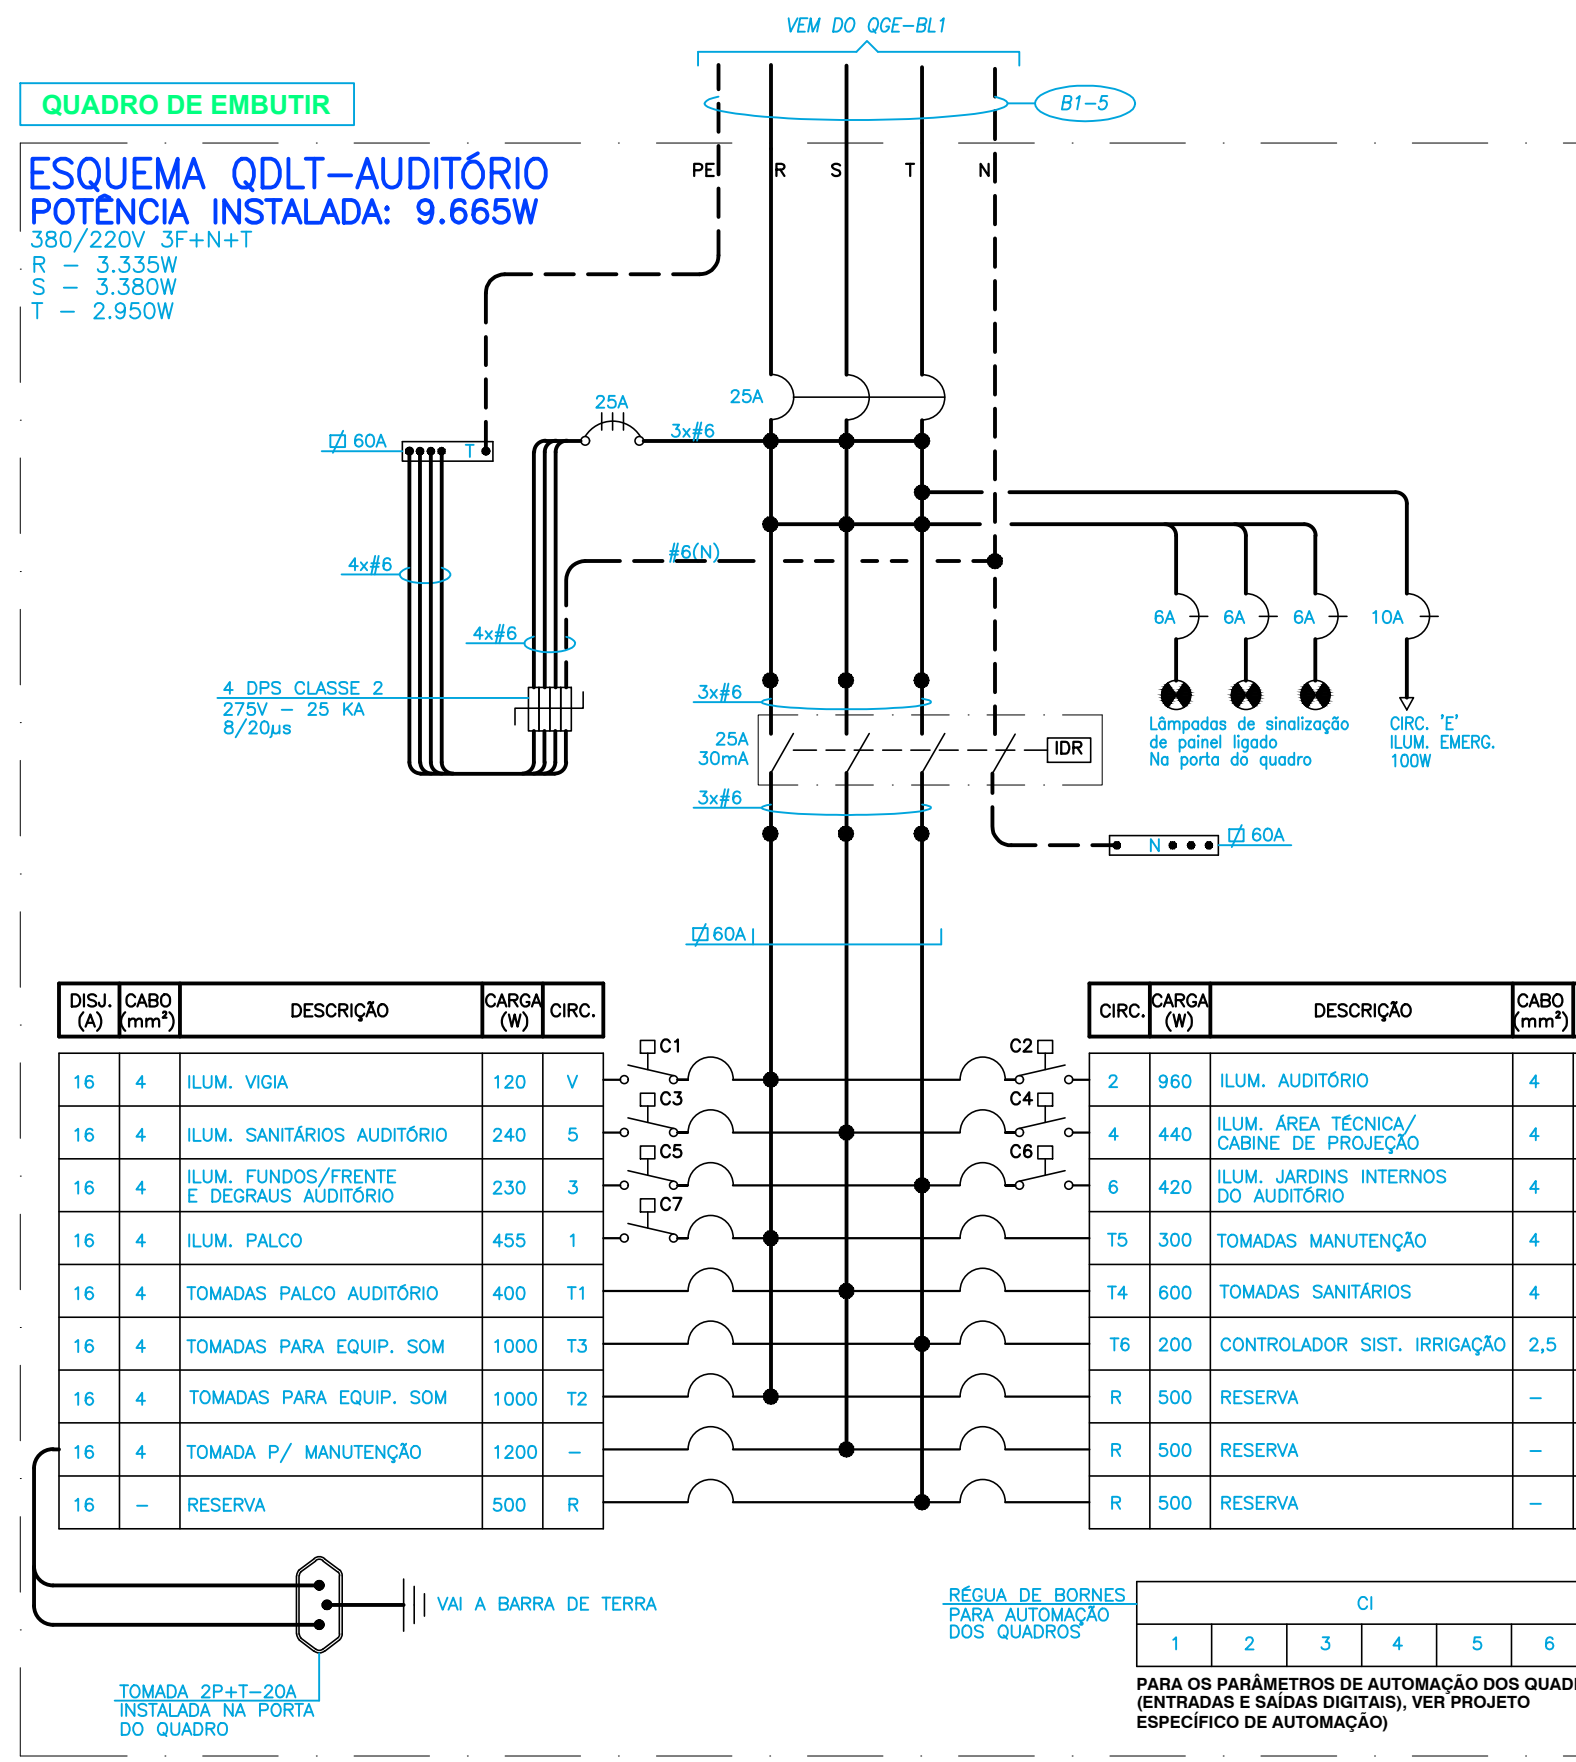 VEM DO QGE-BL1
QUADRO DE EMBUTIR
B1-5
ESQUEMA QDLT-AUDITÓRIO
POTÊNCIA INSTALADA: 9.665W
380/220V 3F+N+T
R - 3.335W
S - 3.380W
T - 2.950W
PE R S T N
25A
25A
3x#6
60A
T
#6(N)
4x#6
4x#6
6A 6A 6A 10A
4 DPS CLASSE 2
275V - 25 KA
8/20µs
3x#6
25A
30mA
IDR
Lâmpadas de sinalização
de painel ligado
Na porta do quadro
CIRC. 'E'
ILUM. EMERG.
100W
3x#6
N
60A
60A
DISJ. (A) CABO (mm²) DESCRIÇÃO CARGA (W) CIRC.
16 4 ILUM. VIGIA 120 V
16 4 ILUM. SANITÁRIOS AUDITÓRIO 240 5
16 4 ILUM. FUNDOS/FRENTE E DEGRAUS AUDITÓRIO 230 3
16 4 ILUM. PALCO 455 1
16 4 TOMADAS PALCO AUDITÓRIO 400 T1
16 4 TOMADAS PARA EQUIP. SOM 1000 T3
16 4 TOMADAS PARA EQUIP. SOM 1000 T2
16 4 TOMADA P/ MANUTENÇÃO 1200 -
16 - RESERVA 500 R
C1 C2
C3 C4
C5 C6
C7
CIRC. CARGA (W) DESCRIÇÃO CABO (mm²)
2 960 ILUM. AUDITÓRIO 4
4 440 ILUM. ÁREA TÉCNICA/ CABINE DE PROJEÇÃO 4
6 420 ILUM. JARDINS INTERNOS DO AUDITÓRIO 4
T5 300 TOMADAS MANUTENÇÃO 4
T4 600 TOMADAS SANITÁRIOS 4
T6 200 CONTROLADOR SIST. IRRIGAÇÃO 2,5
R 500 RESERVA -
R 500 RESERVA -
R 500 RESERVA -
VAI A BARRA DE TERRA
TOMADA 2P+T-20A
INSTALADA NA PORTA
DO QUADRO
RÉGUA DE BORNES
PARA AUTOMAÇÃO
DOS QUADROS
CI
1 2 3 4 5 6
PARA OS PARÂMETROS DE AUTOMAÇÃO DOS QUAD
(ENTRADAS E SAÍDAS DIGITAIS), VER PROJETO
ESPECÍFICO DE AUTOMAÇÃO)